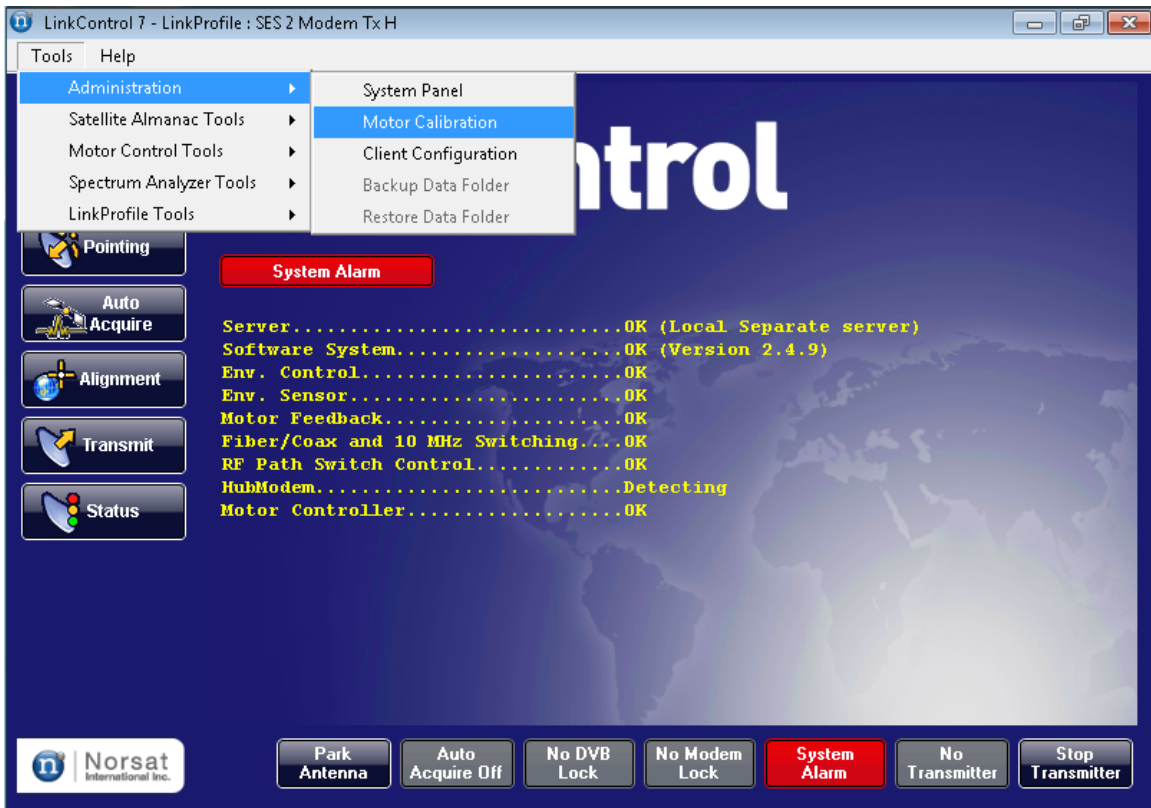 LinkControl 7 - LinkProfile : SES 2 Modem Tx H
Tools Help
Administration
Satellite Almanac Tools
Motor Control Tools
Spectrum Analyzer Tools
LinkProfile Tools
System Panel
Motor Calibration
Client Configuration
Backup Data Folder
Restore Data Folder
ntrol
Pointing
Auto
Acquire
Alignment
Transmit
Status
System Alarm
Server.............................OK (Local Separate server)
Software System....................OK (Version 2.4.9)
Env. Control.......................OK
Env. Sensor........................OK
Motor Feedback.....................OK
Fiber/Coax and 10 MHz Switching....OK
RF Path Switch Control.............OK
HubModem...........................Detecting
Motor Controller...................OK
n Norsat
International Inc.
Park
Antenna
Auto
Acquire Off
No DVB
Lock
No Modem
Lock
System
Alarm
No
Transmitter
Stop
Transmitter